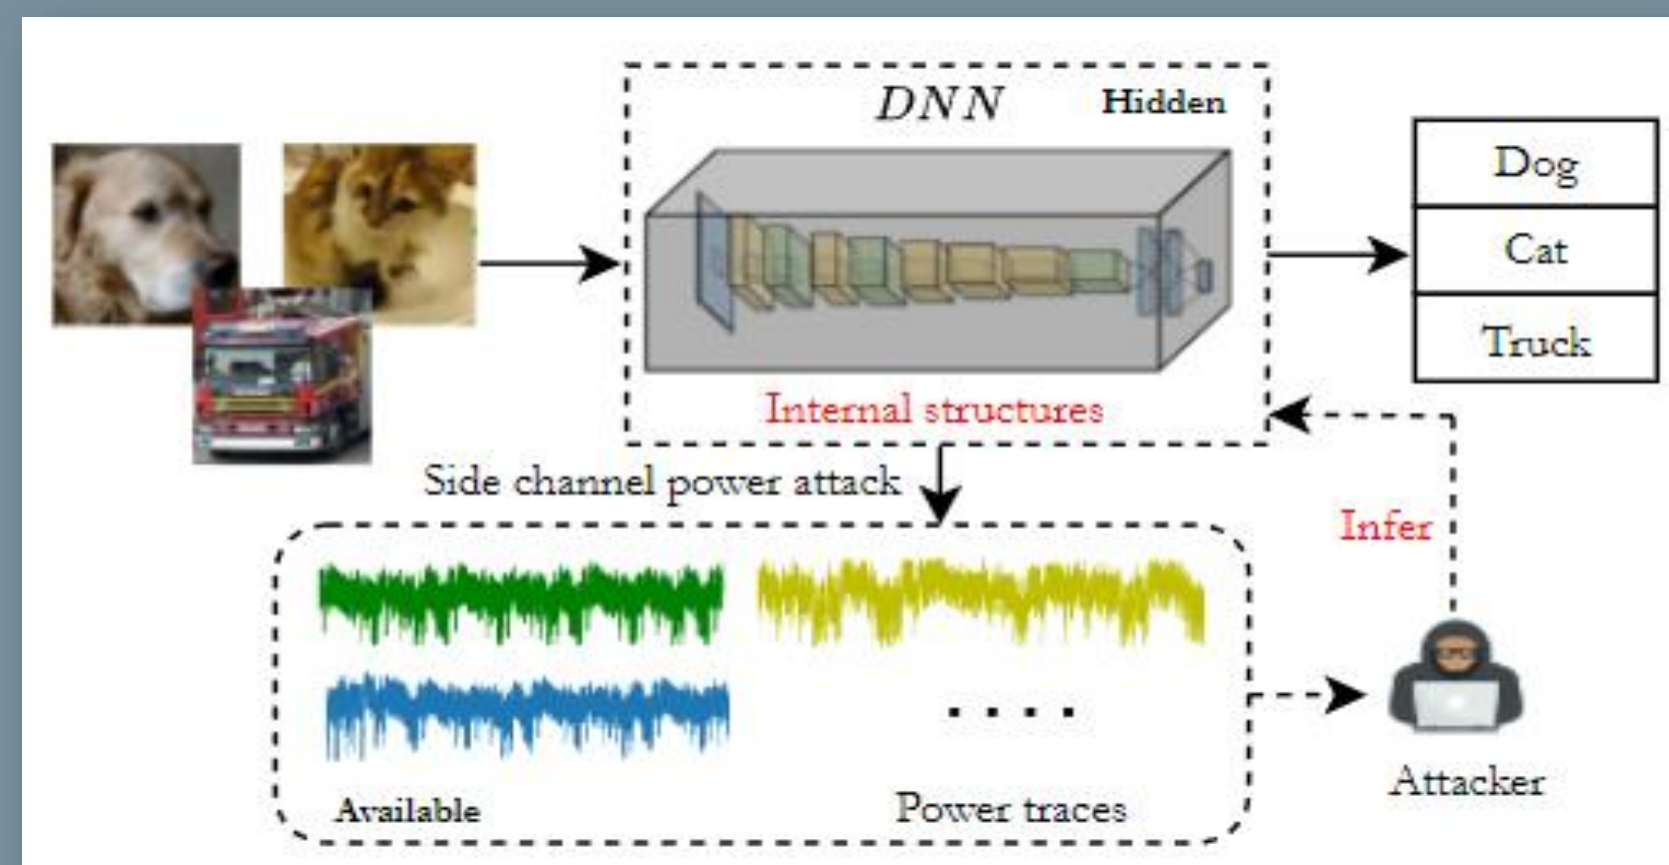 DNN
Hidden
Dog
Cat
Truck
Internal structures
Side channel power attack
Infer
Available
Power traces
Attacker